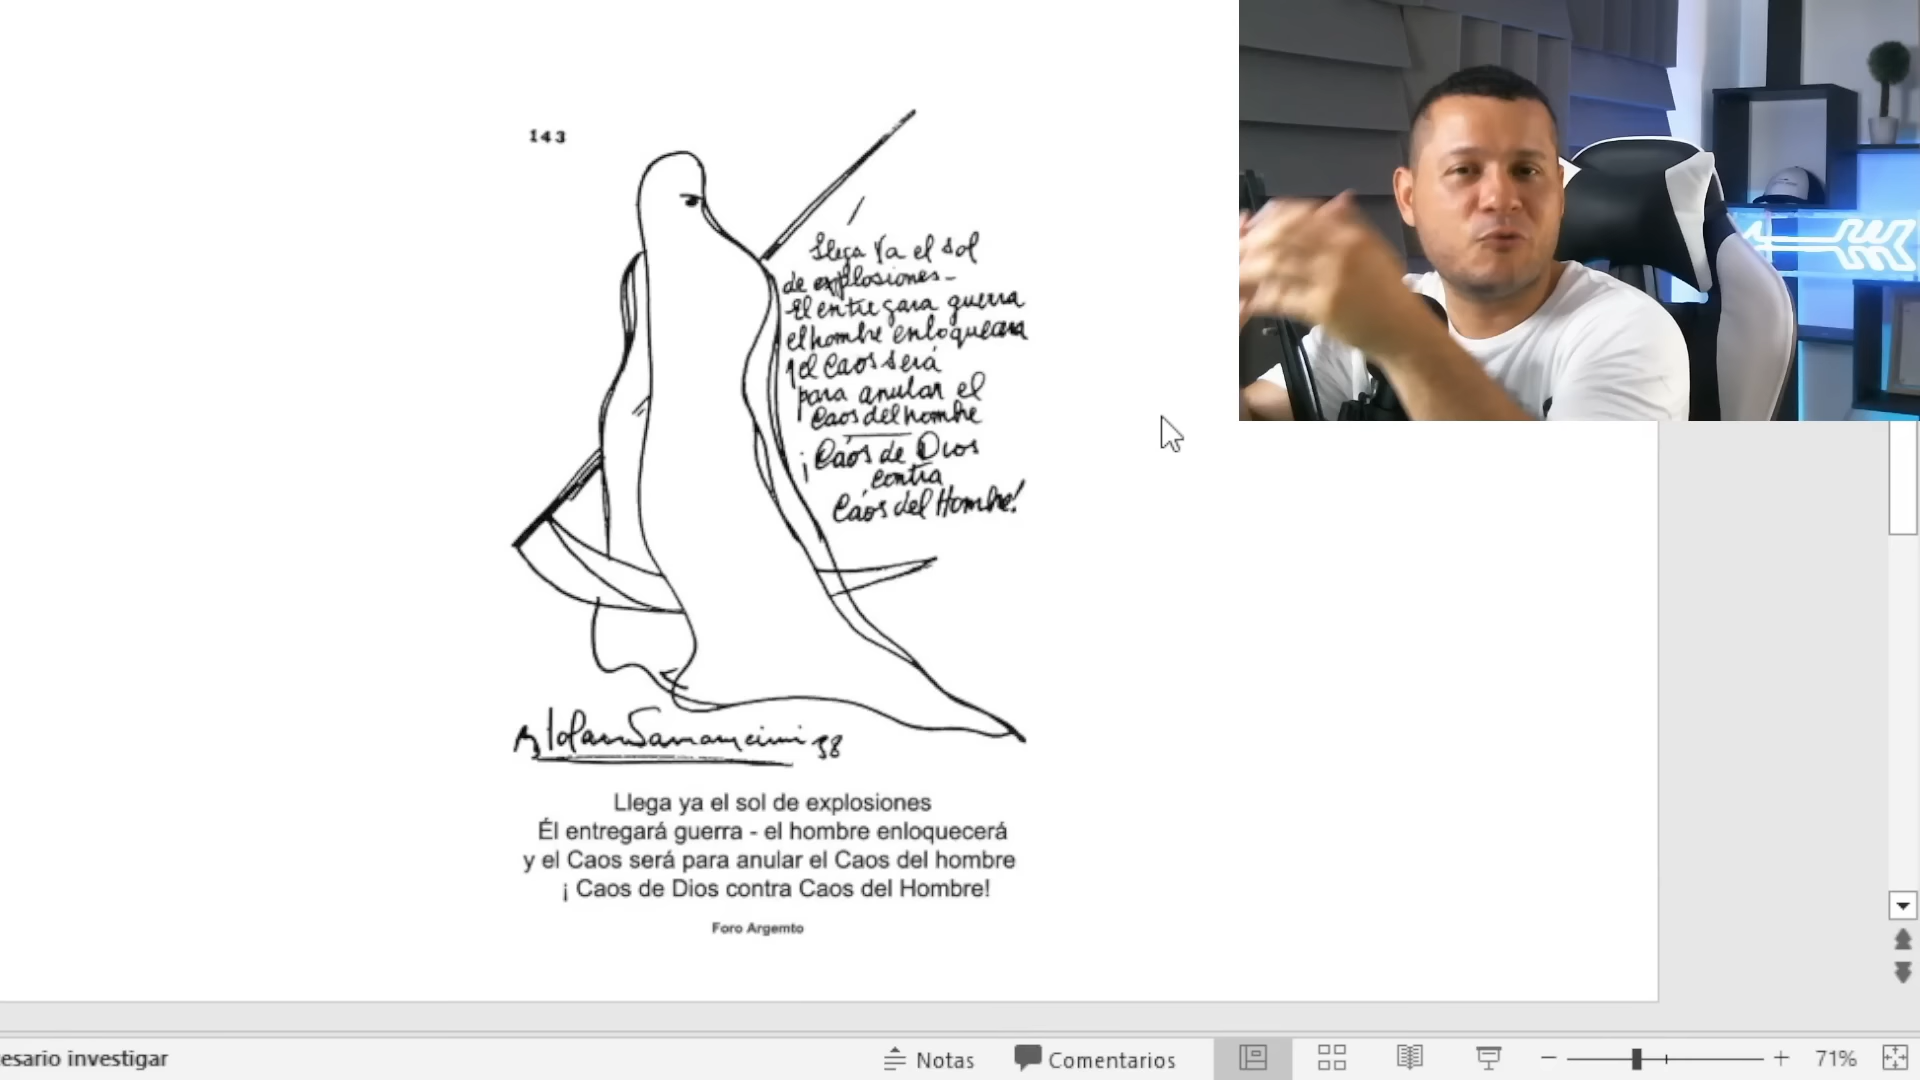 143
Llega Ya el sol
de explosiones-
El entregara guerra
el hombre enloquecera
y el Caos será
para anular el
Caos del hombre
¡Caos de Dios
contra
Caos del Hombre!
38
Llega ya el sol de explosiones
Él entregará guerra - el hombre enloquecerá
y el Caos será para anular el Caos del hombre
¡ Caos de Dios contra Caos del Hombre!
Foro Argemto
esario investigar
Notas
Comentarios
71%